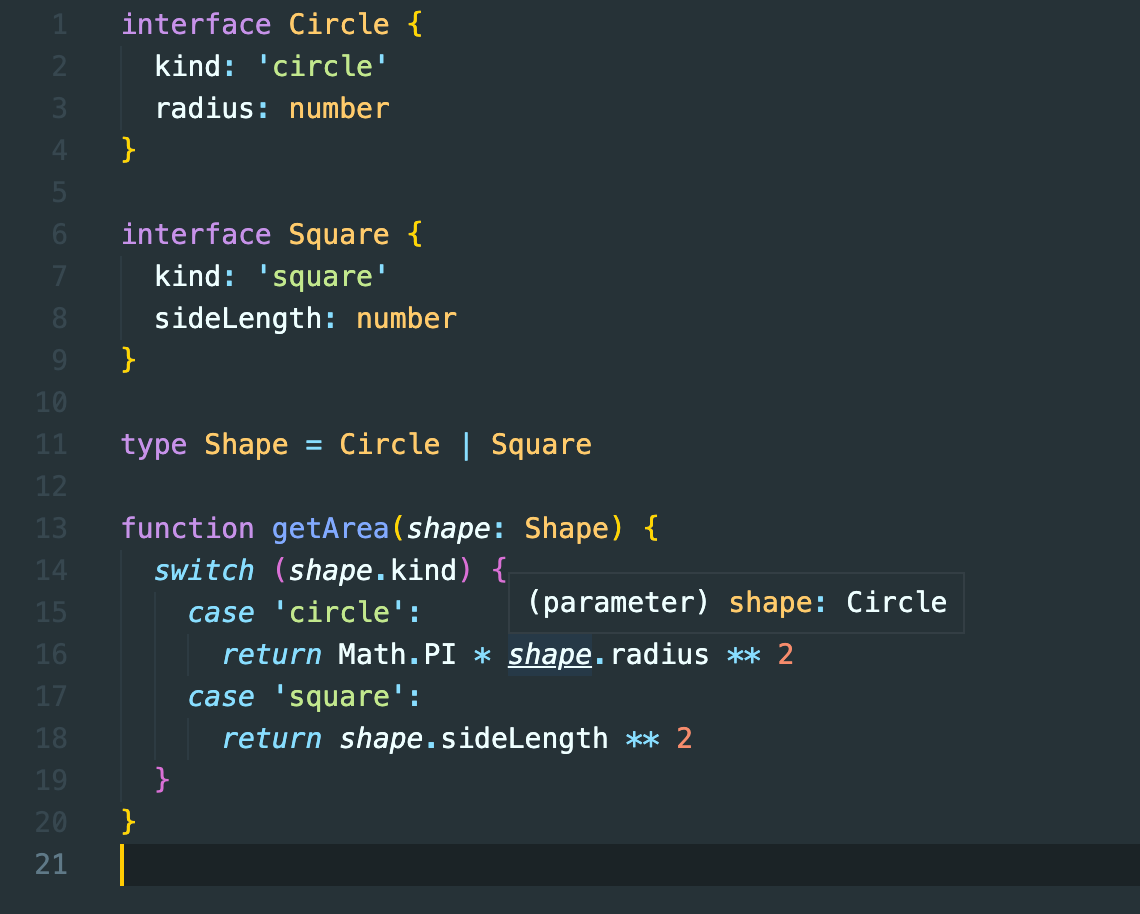 1 interface Circle {
2 kind: 'circle'
3 radius: number
4 }
5
6 interface Square {
7 kind: 'square'
8 sideLength: number
9 }
10
11 type Shape = Circle | Square
12
13 function getArea(shape: Shape) {
14 switch (shape.kind) {
(parameter) shape: Circle
15 case 'circle':
16 return Math.PI * shape.radius ** 2
17 case 'square':
18 return shape.sideLength ** 2
19 }
20 }
21